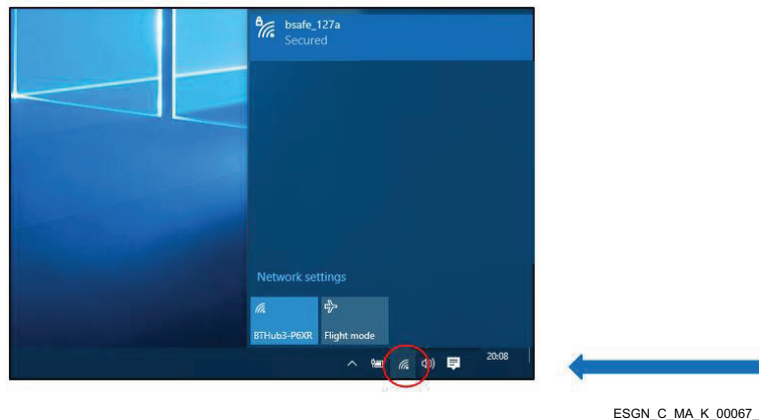 bsafe_127a
Secured
Network settings
BTHub3-P6XR
Flight mode
20:08
ESGN_C_MA_K_00067_